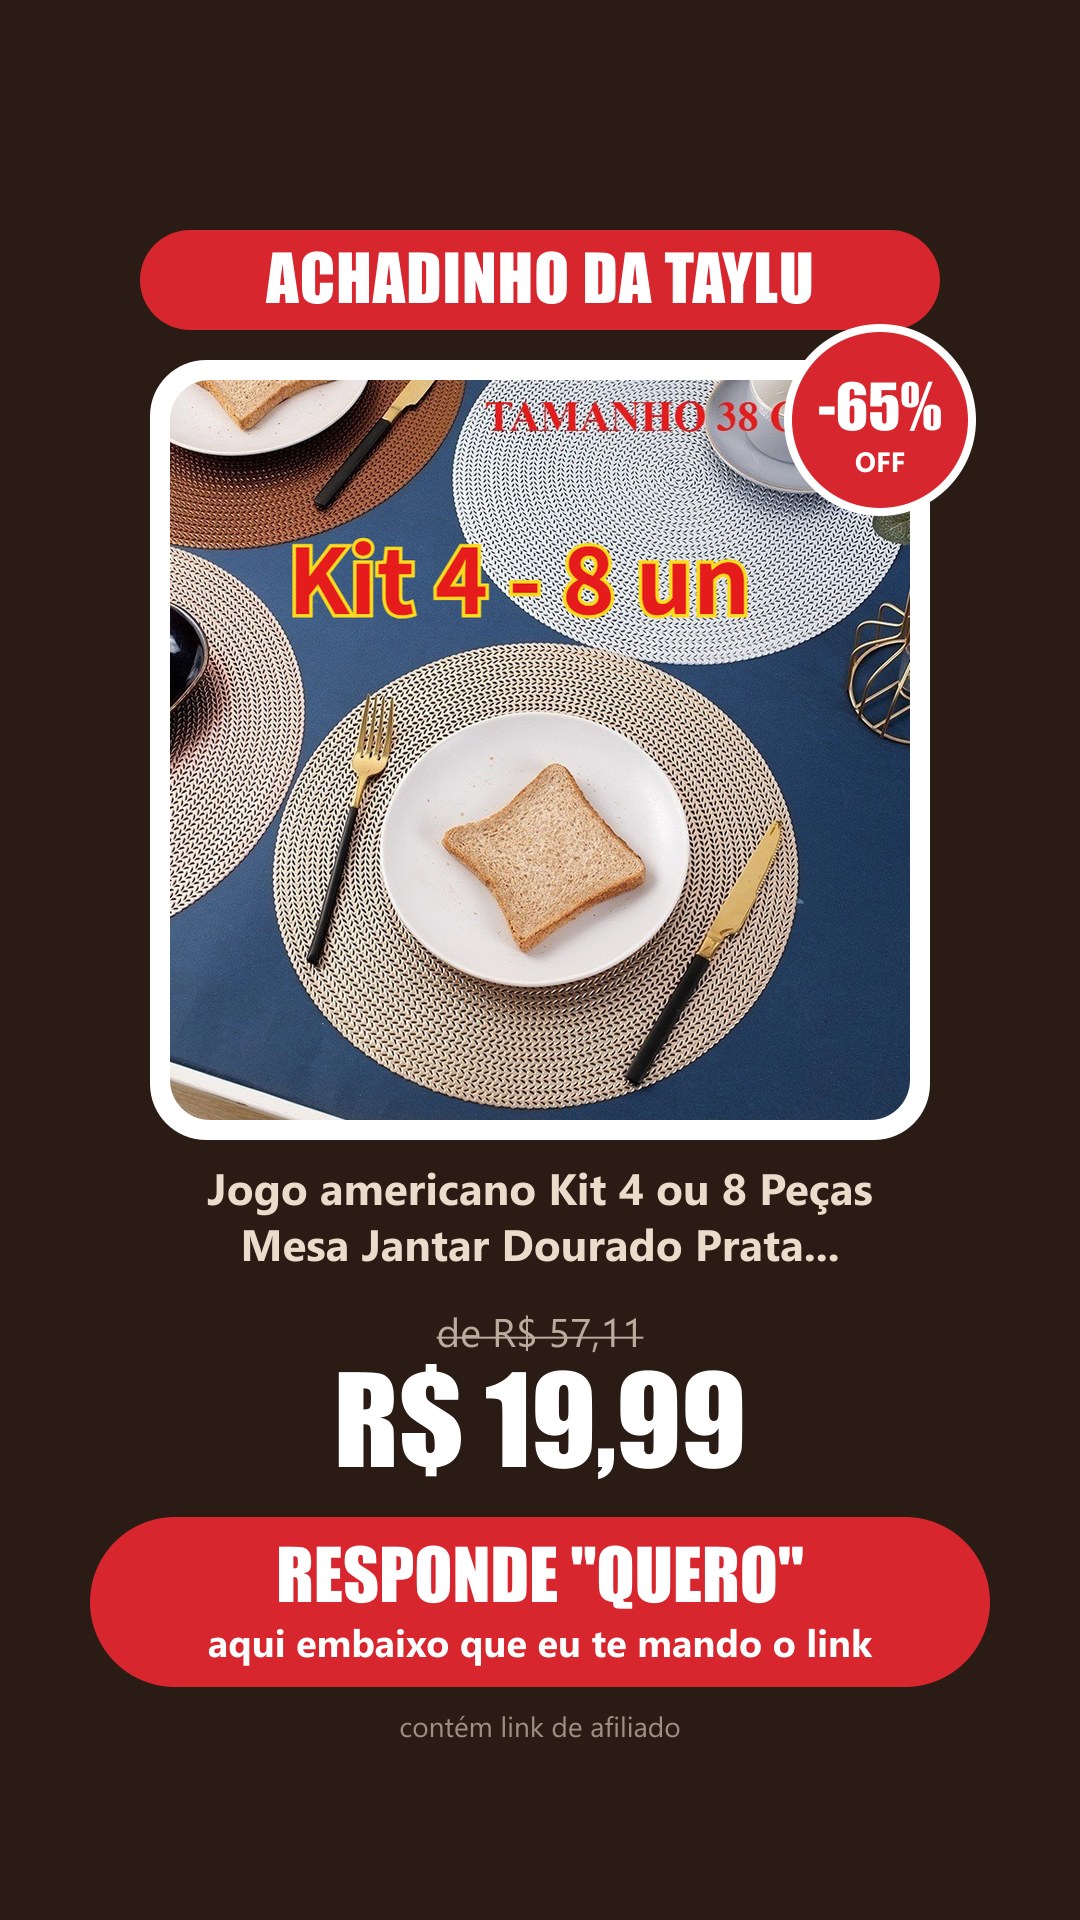 ACHADINHO DA TAYLU
-65%
OFF
TAMANHO 38
Kit 4 - 8 un
Jogo americano Kit 4 ou 8 Peças
Mesa Jantar Dourado Prata...
de R$ 57,11
R$ 19,99
RESPONDE "QUERO"
aqui embaixo que eu te mando o link
contém link de afiliado